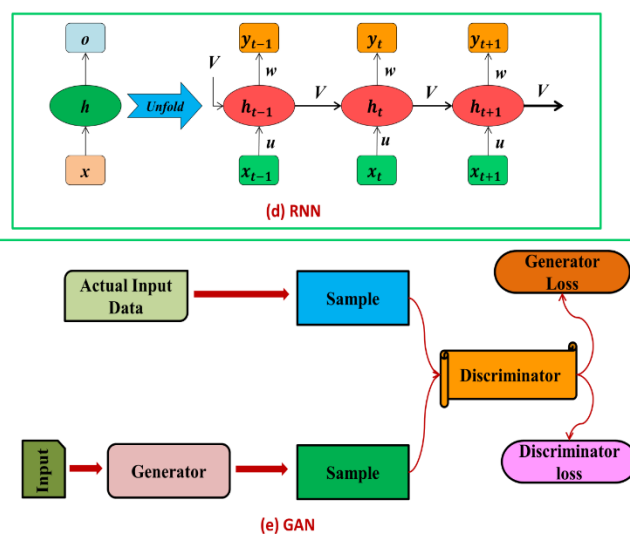 o
y_{t-1}
y_t
y_{t+1}
V
w
w
w
h
Unfold
h_{t-1}
V
h_t
V
h_{t+1}
V
u
u
u
x
x_{t-1}
x_t
x_{t+1}
(d) RNN
Actual Input
Data
Sample
Generator
Loss
Discriminator
Input
Generator
Sample
Discriminator
loss
(e) GAN